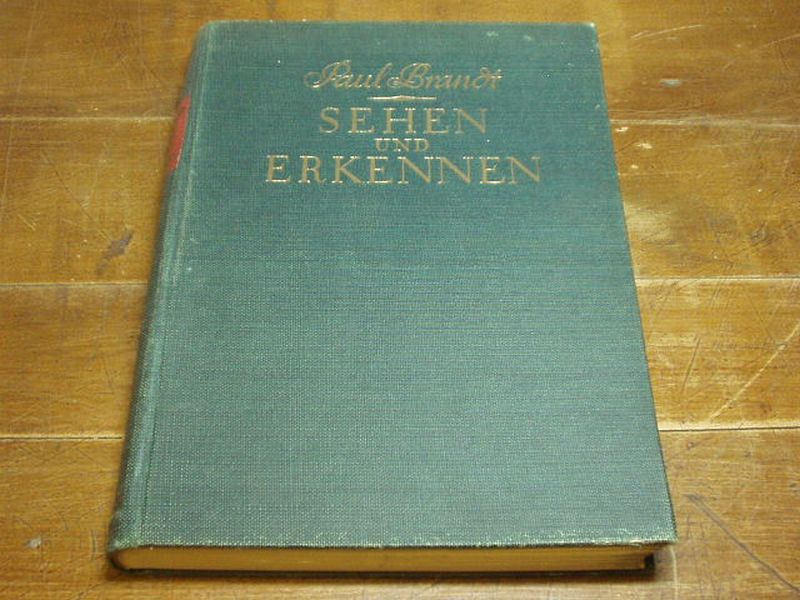 Paul Brandt
SEHEN
UND
ERKENNEN